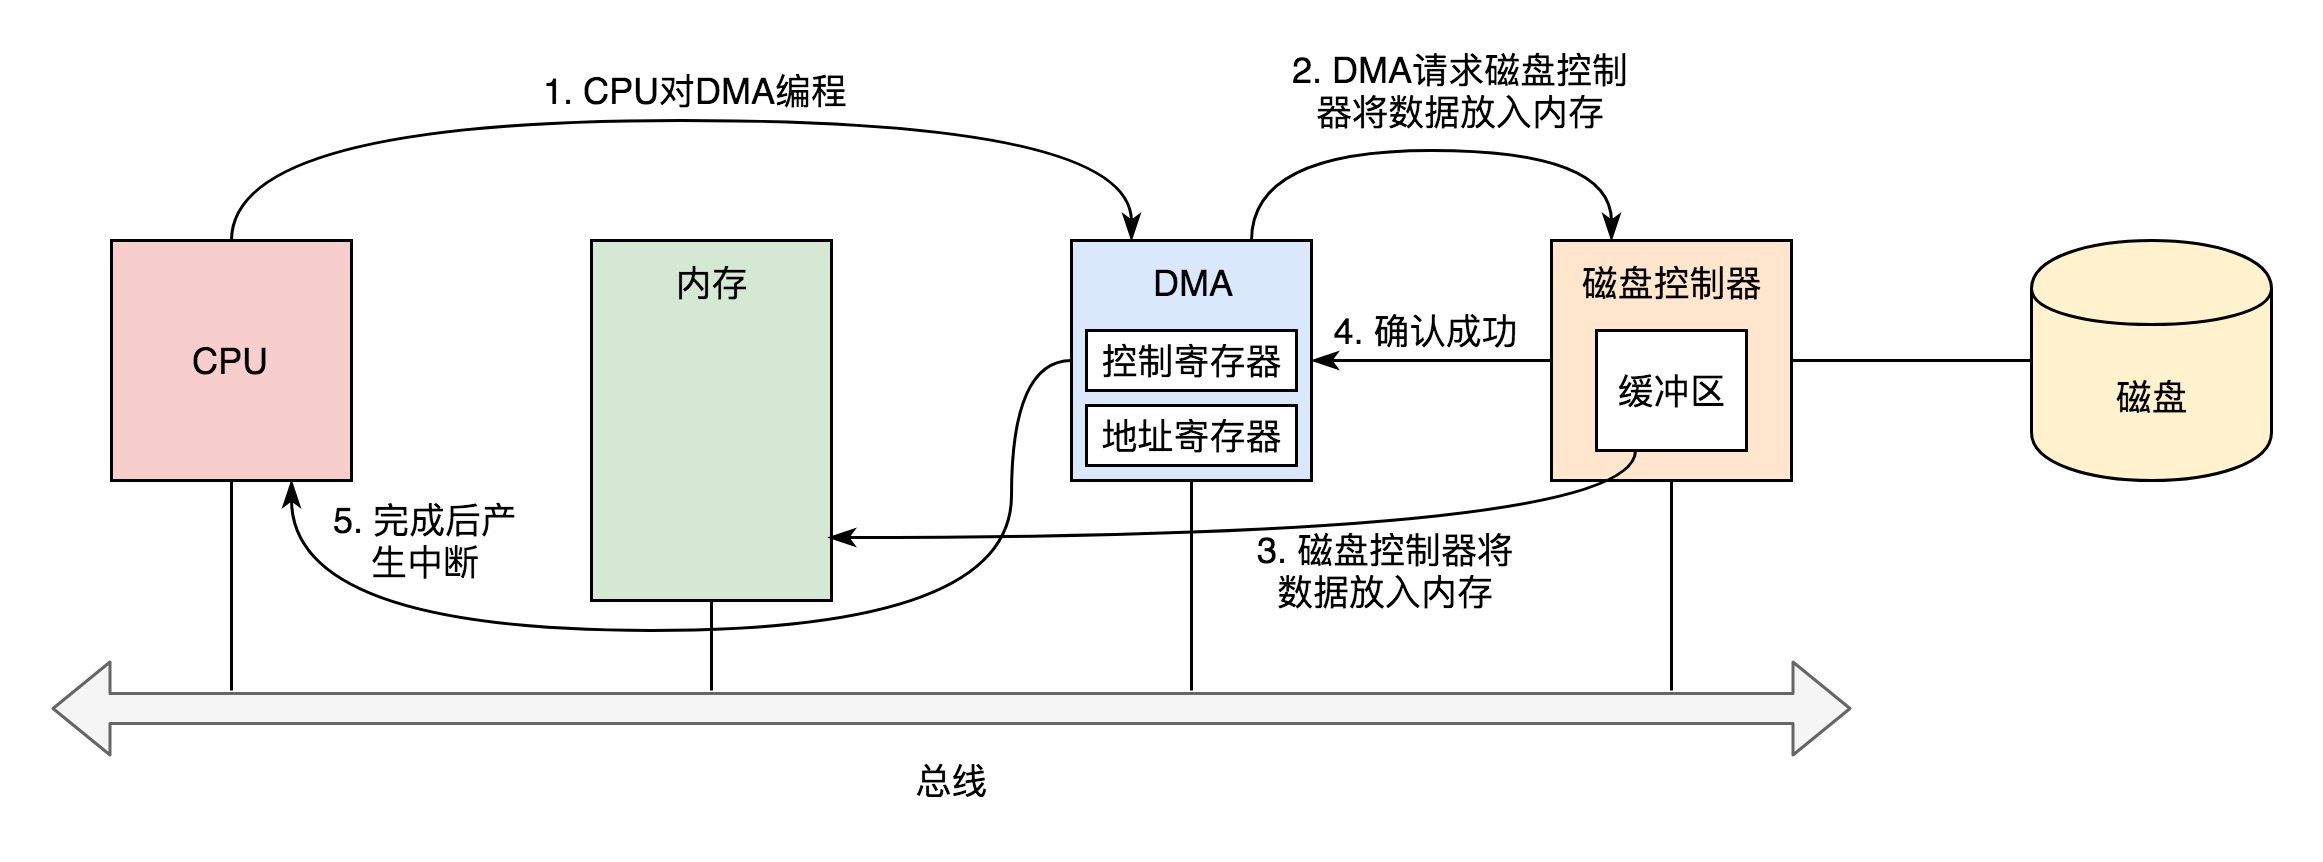 1. CPU对DMA编程
2. DMA请求磁盘控制
器将数据放入内存
CPU
内存
DMA
控制寄存器
地址寄存器
磁盘控制器
缓冲区
磁盘
4. 确认成功
5. 完成后产
生中断
3. 磁盘控制器将
数据放入内存
总线